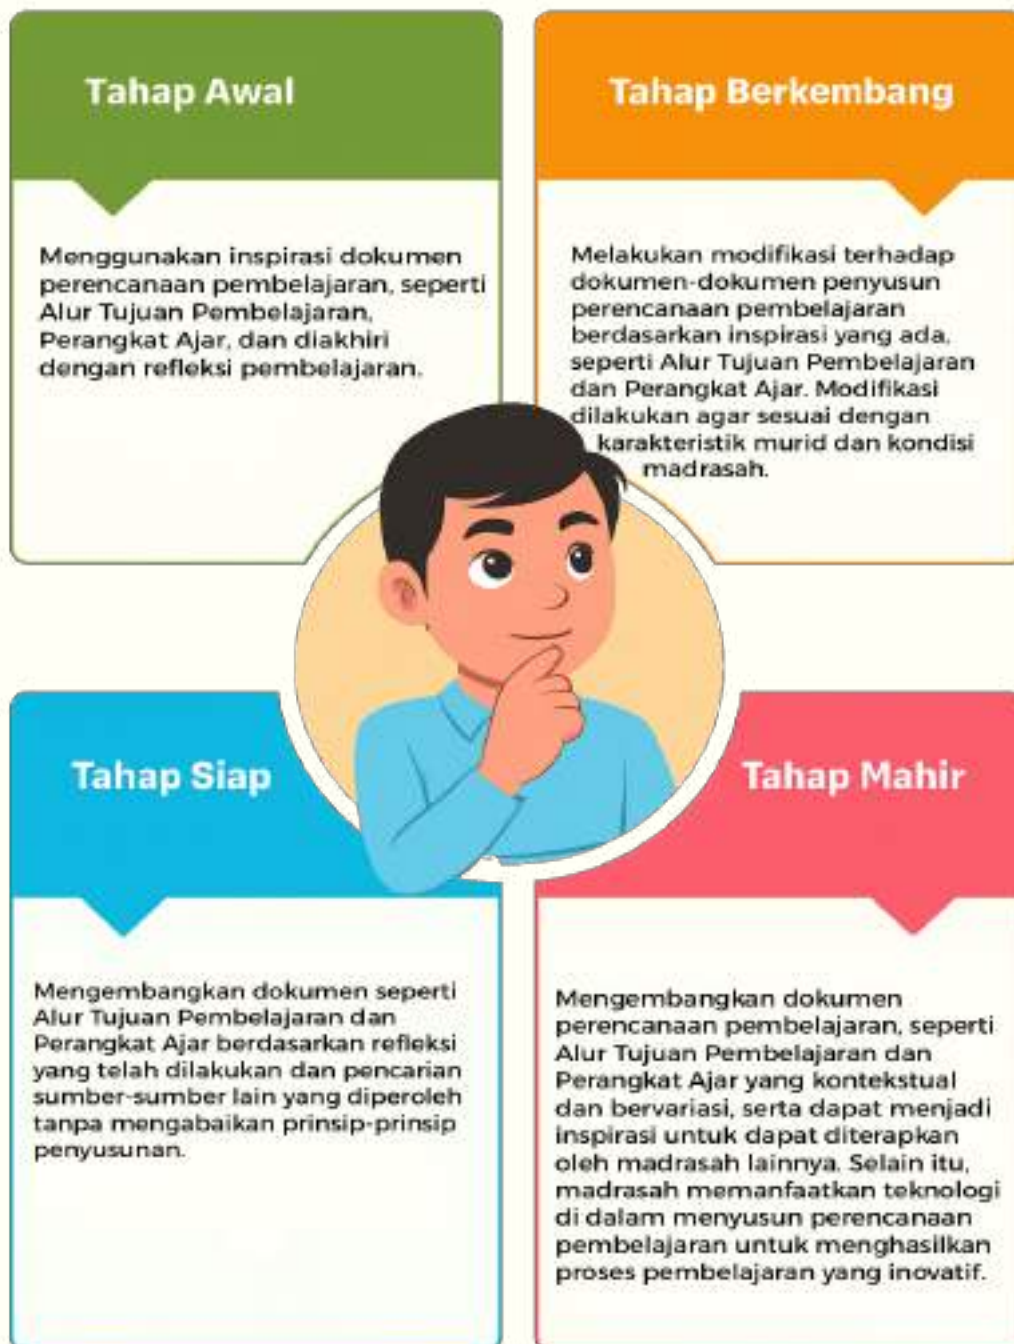 Tahap Awal
Menggunakan inspirasi dokumen
perencanaan pembelajaran, seperti
Alur Tujuan Pembelajaran,
Perangkat Ajar, dan diakhiri
dengan refleksi pembelajaran.
Tahap Berkembang
Melakukan modifikasi terhadap
dokumen-dokumen penyusun
perencanaan pembelajaran
berdasarkan inspirasi yang ada,
seperti Alur Tujuan Pembelajaran
dan Perangkat Ajar. Modifikasi
dilakukan agar sesuai dengan
karakteristik murid dan kondisi
madrasah.
Tahap Siap
Mengembangkan dokumen seperti
Alur Tujuan Pembelajaran dan
Perangkat Ajar berdasarkan refleksi
yang telah dilakukan dan pencarian
sumber-sumber lain yang diperoleh
tanpa mengabaikan prinsip-prinsip
penyusunan.
Tahap Mahir
Mengembangkan dokumen
perencanaan pembelajaran, seperti
Alur Tujuan Pembelajaran dan
Perangkat Ajar yang kontekstual
dan bervariasi, serta dapat menjadi
inspirasi untuk dapat diterapkan
oleh madrasah lainnya. Selain itu,
madrasah memanfaatkan teknologi
di dalam menyusun perencanaan
pembelajaran untuk menghasilkan
proses pembelajaran yang inovatif.